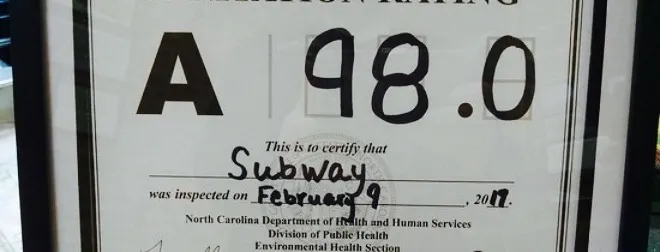 RATING
A 98.0
This is to certify that
Subway
was inspected on February 9, 2017.
North Carolina Department of Health and Human Services
Division of Public Health
Environmental Health Section